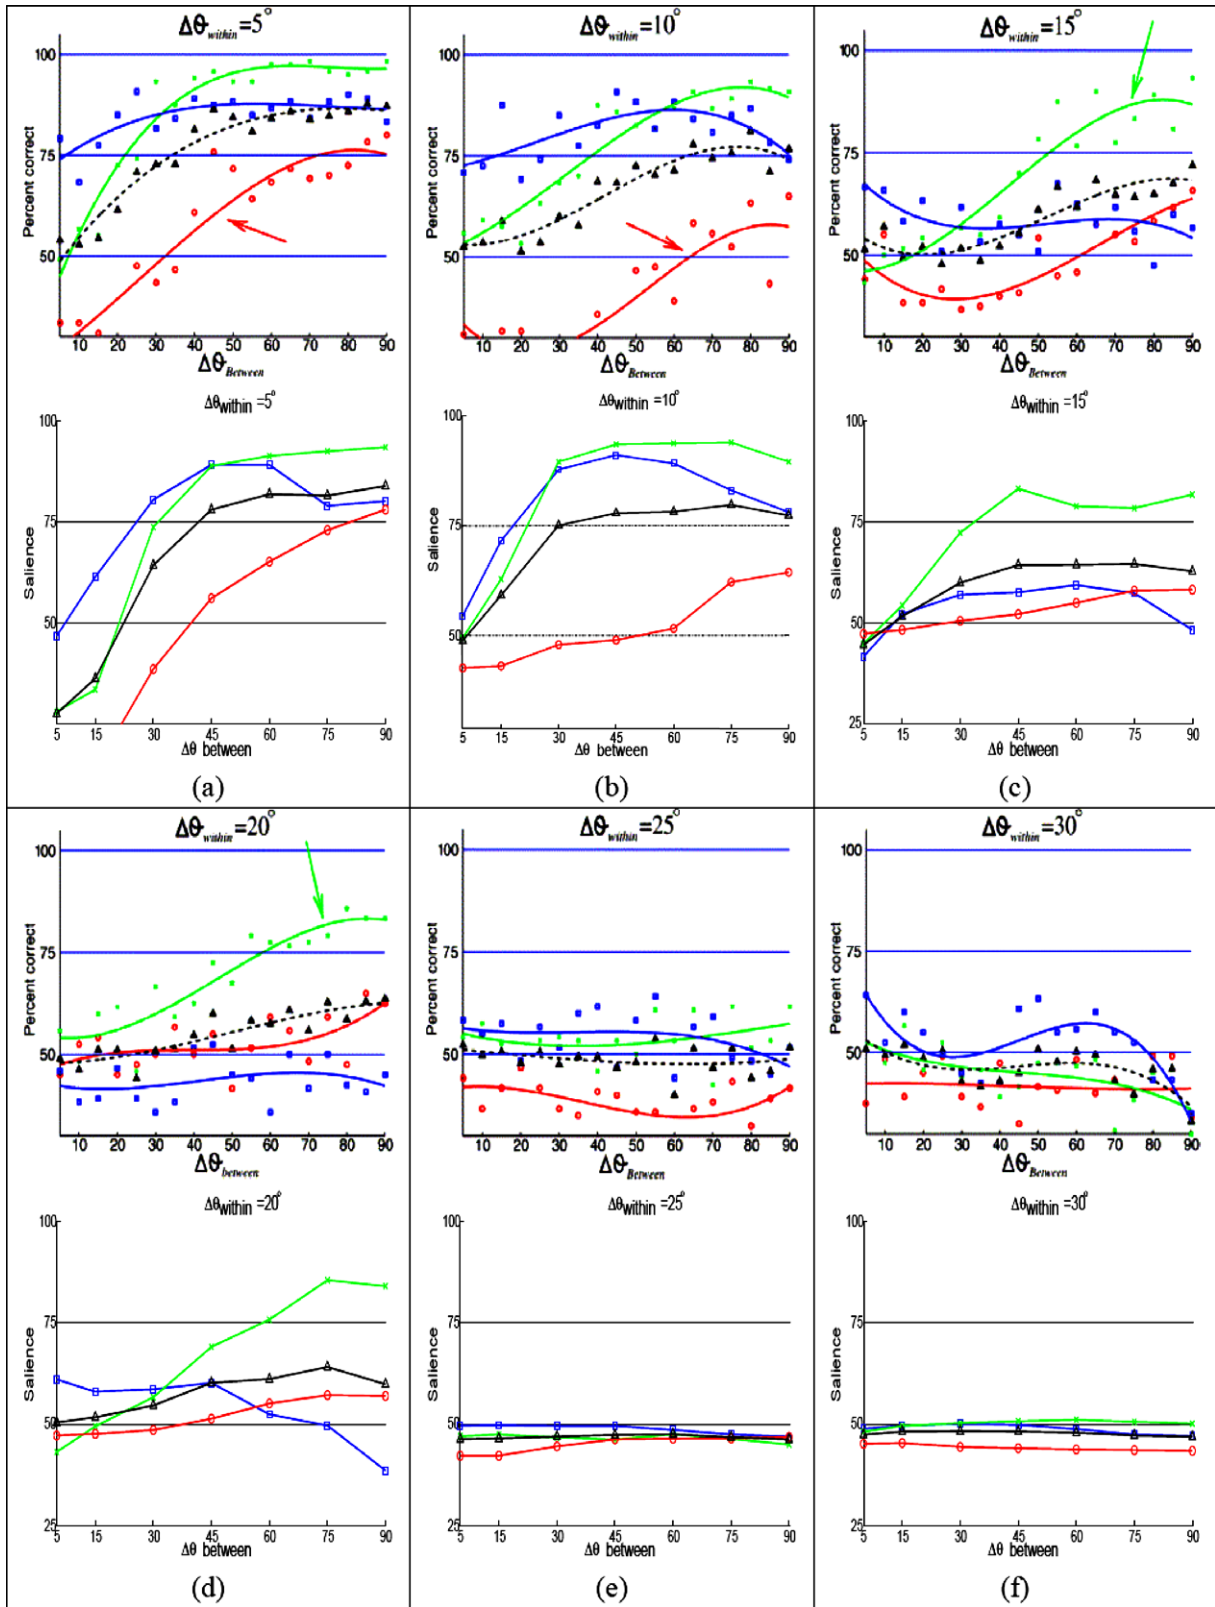 Δθwithin=5°
100
75
50
Percent correct
10 20 30 40 50 60 70 80 90
ΔθBetween
Δθwithin =5°
100
75
50
Salience
5 15 30 45 60 75 90
Δθ between
(a)
Δθwithin=10°
100
75
50
Percent correct
10 20 30 40 50 60 70 80 90
ΔθBetween
Δθwithin =10°
100
75
50
Salience
5 15 30 45 60 75 90
Δθ between
(b)
Δθwithin=15°
100
75
50
Percent correct
10 20 30 40 50 60 70 80 90
ΔθBetween
Δθwithin =15°
100
75
50
25
Salience
5 15 30 45 60 75 90
Δθ between
(c)
Δθwithin=20°
100
75
50
Percent correct
10 20 30 40 50 60 70 80 90
Δθbetween
Δθwithin =20°
100
75
50
25
Salience
5 15 30 45 60 75 90
Δθ between
(d)
Δθwithin=25°
100
75
50
Percent correct
10 20 30 40 50 60 70 80 90
ΔθBetween
Δθwithin =25°
100
75
50
25
Salience
5 15 30 45 60 75 90
Δθ between
(e)
Δθwithin=30°
100
75
50
Percent correct
10 20 30 40 50 60 70 80 90
ΔθBetween
Δθwithin =30°
100
75
50
25
Salience
5 15 30 45 60 75 90
Δθ between
(f)